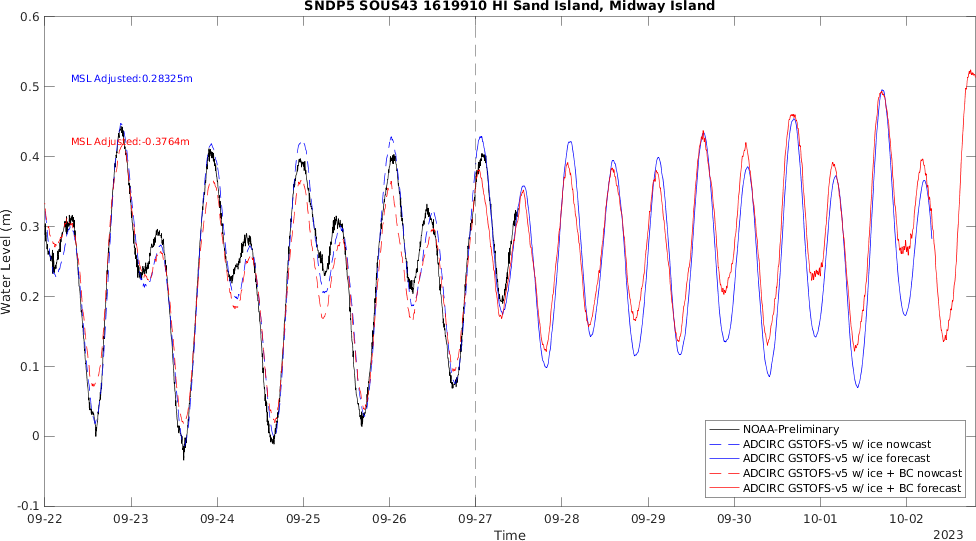 SNDP5 SOUS43 1619910 HI Sand Island, Midway Island
0.6
0.5
0.4
0.3
0.2
0.1
0
-0.1
Water Level (m)
MSL Adjusted:0.28325m
MSL Adjusted:-0.3764m
NOAA-Preliminary
ADCIRC GSTOFS-v5 w/ ice nowcast
ADCIRC GSTOFS-v5 w/ ice forecast
ADCIRC GSTOFS-v5 w/ ice + BC nowcast
ADCIRC GSTOFS-v5 w/ ice + BC forecast
09-22 09-23 09-24 09-25 09-26 09-27 09-28 09-29 09-30 10-01 10-02
Time
2023